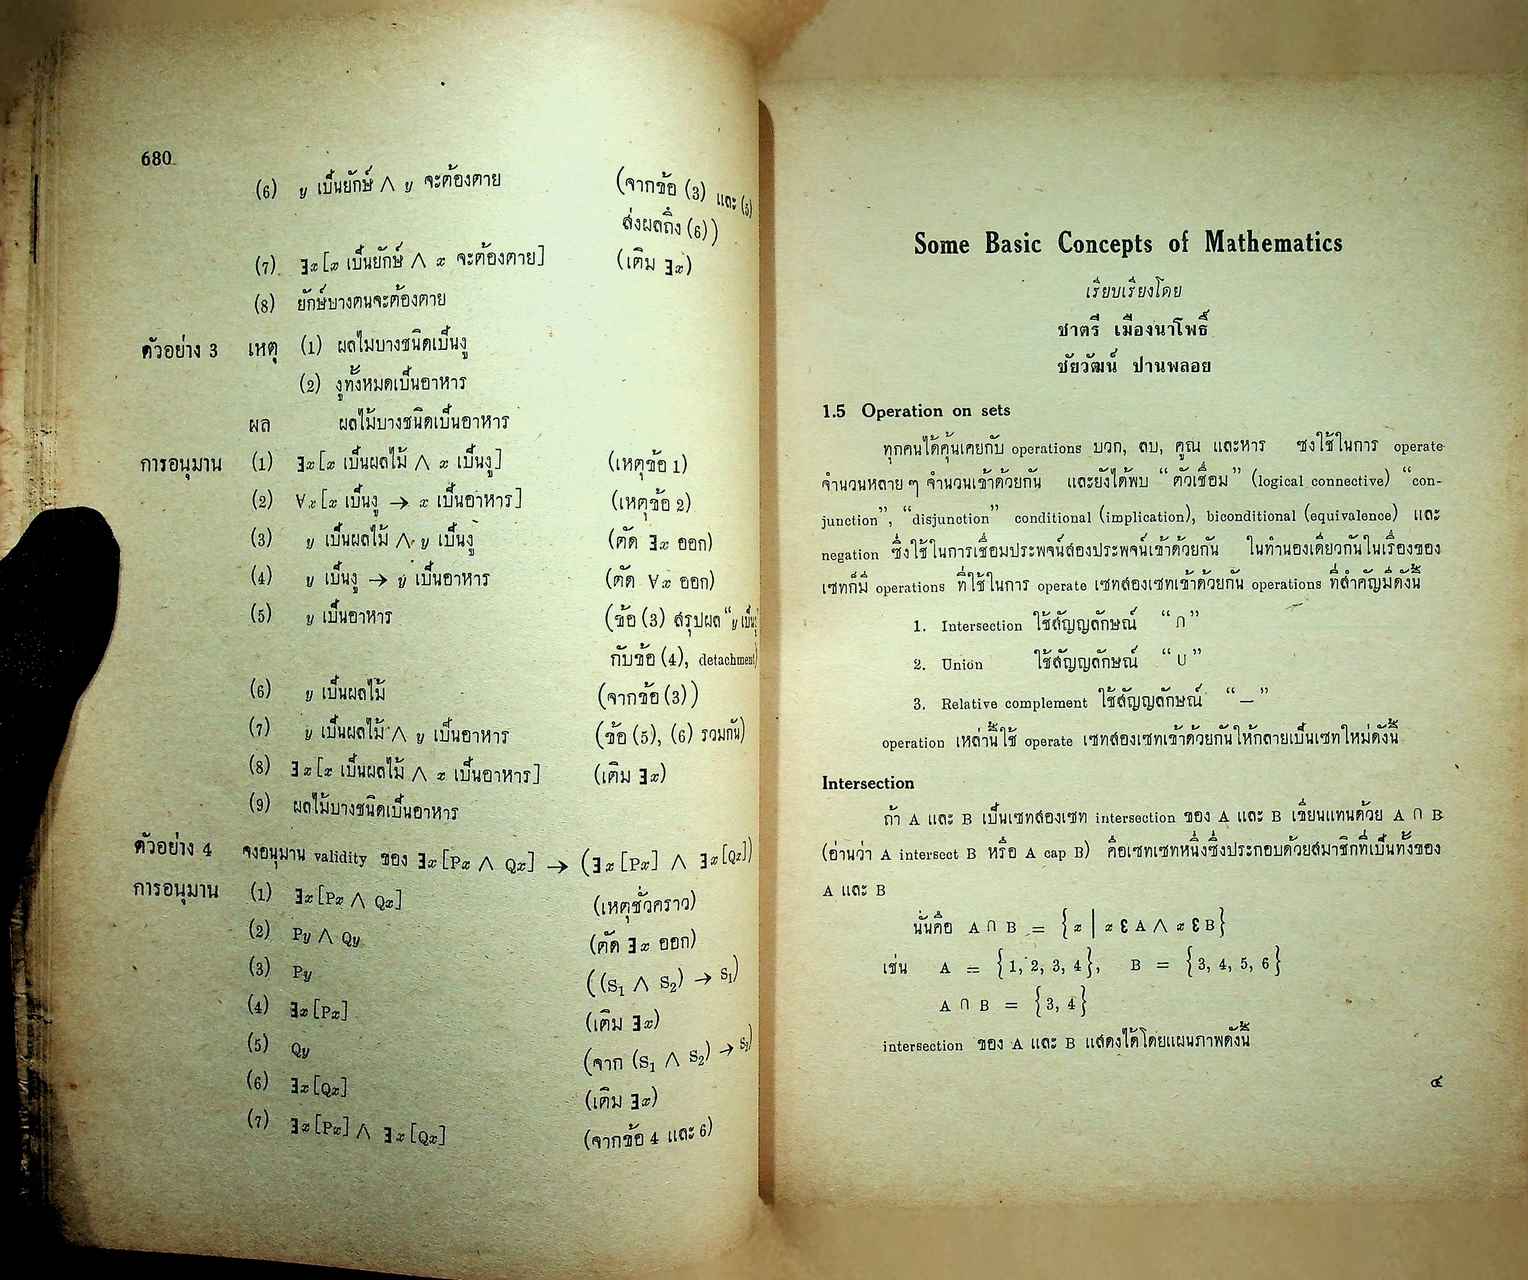 680
(6) y เป็นยักษ์ ∧ y จะต้องตาย (จากข้อ (3) และ (5)
ส่งผลถึง (6))
(7) ∃x [x เป็นยักษ์ ∧ x จะต้องตาย] (เติม ∃x)
(8) ยักษ์บางตนจะต้องตาย
ตัวอย่าง 3 เหตุ (1) ผลไมบางชนิดเป็นงู
(2) งูทั้งหมดเป็นอาหาร
ผล ผลไม้บางชนิดเป็นอาหาร
การอนุมาน (1) ∃x [x เป็นผลไม้ ∧ x เป็นงู] (เหตุข้อ 1)
(2) ∀x [x เป็นงู → x เป็นอาหาร] (เหตุข้อ 2)
(3) y เป็นผลไม้ ∧ y เป็นงู (ตัด ∃x ออก)
(4) y เป็นงู → y เป็นอาหาร (ตัด ∀x ออก)
(5) y เป็นอาหาร (ข้อ (3) สรุปผล “y เป็นงู
กับข้อ (4), detachment)
(6) y เป็นผลไม้ (จากข้อ (3))
(7) y เป็นผลไม้ ∧ y เป็นอาหาร (ข้อ (5), (6) รวมกัน)
(8) ∃x [x เป็นผลไม้ ∧ x เป็นอาหาร] (เติม ∃x)
(9) ผลไม้บางชนิดเป็นอาหาร
ตัวอย่าง 4 จงอนุมาน validity ของ ∃x [Px ∧ Qx] → (∃x [Px] ∧ ∃x [Qx])
การอนุมาน (1) ∃x [Px ∧ Qx] (เหตุชั่วคราว)
(2) Py ∧ Qy (ตัด ∃x ออก)
(3) Py ((S₁ ∧ S₂) → S₁)
(4) ∃x [Px] (เติม ∃x)
(5) Qy (จาก (S₁ ∧ S₂) → S₂)
(6) ∃x [Qx] (เติม ∃x)
(7) ∃x [Px] ∧ ∃x [Qx] (จากข้อ 4 และ 6)
Some Basic Concepts of Mathematics
เรียบเรียงโดย
ชาตรี เมืองนาโพธิ์
ชัยวัฒน์ ปานพลอย
1.5 Operation on sets
ทุกคนได้คุ้นเคยกับ operations บวก, ลบ, คูณ และหาร ซงใช้ในการ operate
จำนวนหลาย ๆ จำนวนเข้าด้วยกัน และยังได้พบ “ตัวเชื่อม” (logical connective) “con-
junction”, “disjunction” conditional (implication), biconditional (equivalence) และ
negation ซึ่งใช้ในการเชื่อมประพจน์สองประพจน์เข้าด้วยกัน ในทำนองเดียวกันในเรื่องของ
เซทก็มี operations ที่ใช้ในการ operate เซทสองเซทเข้าด้วยกัน operations ที่สำคัญมีดังนี้
1. Intersection ใช้สัญญลักษณ์ “∩”
2. Union ใช้สัญญลักษณ์ “∪”
3. Relative complement ใช้สัญญลักษณ์ “—”
operation เหล่านี้ใช้ operate เซทสองเซทเข้าด้วยกันให้กลายเป็นเซทใหม่ดังนี้
Intersection
ถ้า A และ B เป็นเซทสองเซท intersection ของ A และ B เขียนแทนด้วย A ∩ B
(อ่านว่า A intersect B หรือ A cap B) คือเซทเซทหนึ่งซึ่งประกอบด้วยสมาชิกที่เป็นทั้งของ
A และ B
นั่นคือ A ∩ B = {x | x ε A ∧ x ε B}
เช่น A = {1, 2, 3, 4}, B = {3, 4, 5, 6}
A ∩ B = {3, 4}
intersection ของ A และ B แสดงได้โดยแผนภาพดังนี้